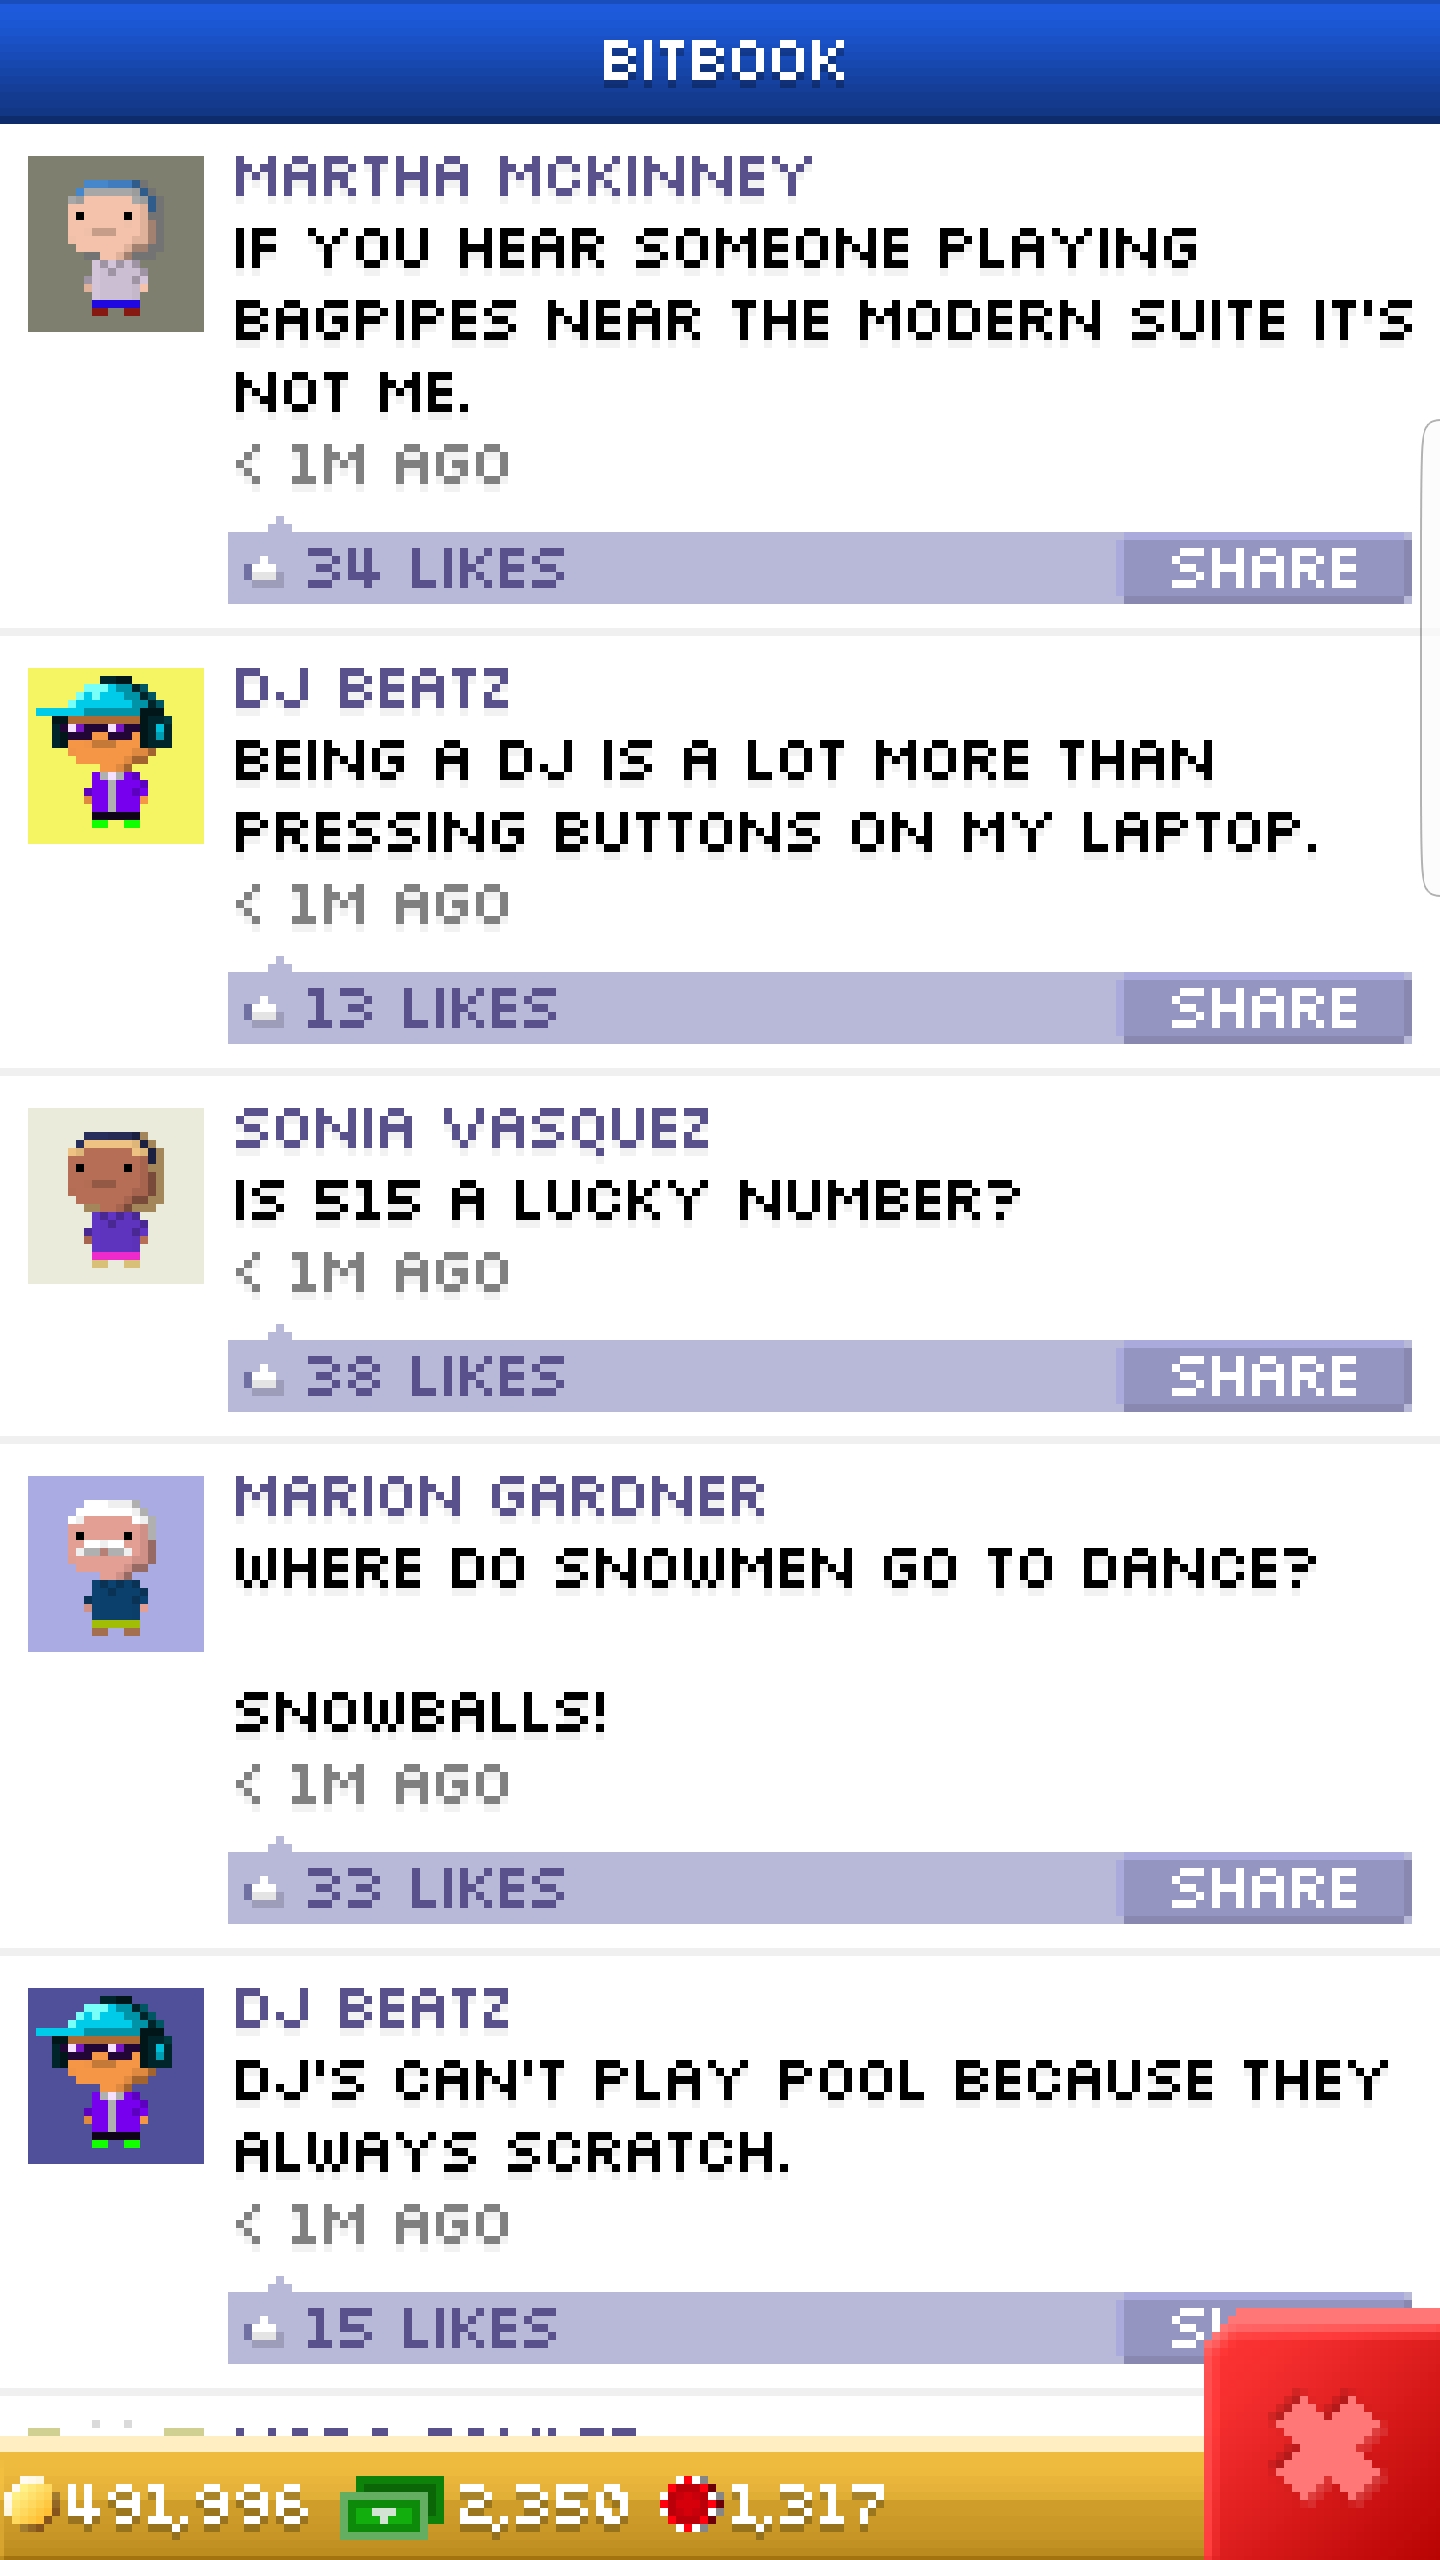 BITBOOK
MARTHA MCKINNEY
IF YOU HEAR SOMEONE PLAYING
BAGPIPES NEAR THE MODERN SUITE IT'S
NOT ME.
< 1M AGO
34 LIKES SHARE
DJ BEATZ
BEING A DJ IS A LOT MORE THAN
PRESSING BUTTONS ON MY LAPTOP.
< 1M AGO
13 LIKES SHARE
SONIA VASQUEZ
IS 515 A LUCKY NUMBER?
< 1M AGO
38 LIKES SHARE
MARION GARDNER
WHERE DO SNOWMEN GO TO DANCE?
SNOWBALLS!
< 1M AGO
33 LIKES SHARE
DJ BEATZ
DJ'S CAN'T PLAY POOL BECAUSE THEY
ALWAYS SCRATCH.
< 1M AGO
15 LIKES
491,996 2,350 1,317